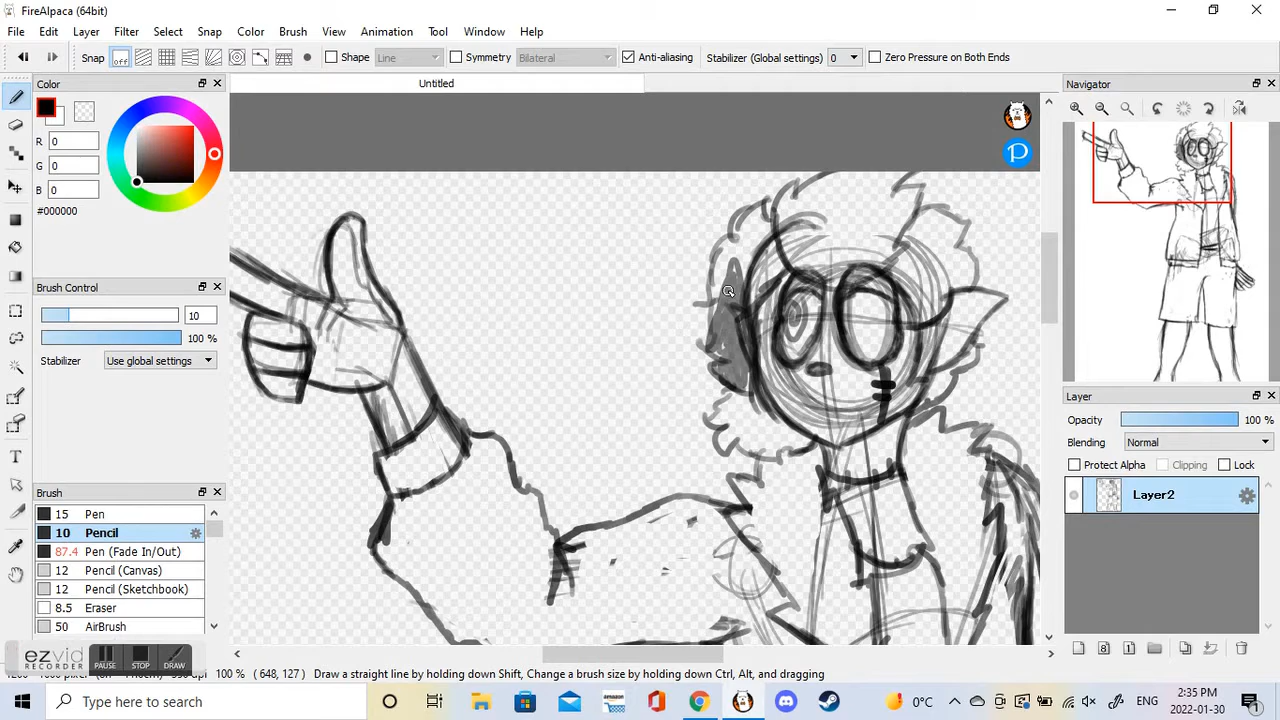 FireAlpaca (64bit)
File Edit Layer Filter Select Snap Color Brushes View Animation Tool Window Help
Snap off Shape Line Symmetry Bilateral Anti-aliasing Stabilizer (Global settings) 0 Zero Pressure on Both Ends
Color
Untitled
Navigator
R 0
G 0
B 0
#000000
Brush Control
10
100 %
Stabilizer Use global settings
Layer
Opacity 100 %
Blending Normal
Protect Alpha Clipping Lock
Layer2
Brush
15 Pen
10 Pencil
87.4 Pen (Fade In/Out)
12 Pencil (Canvas)
12 Pencil (Sketchbook)
8.5 Eraser
50 AirBrush
ezvid
RECORDER
PAUSE STOP DRAW
100 % ( 648, 127 ) Draw a straight line by holding down Shift, Change a brush size by holding down Ctrl, Alt, and dragging
Type here to search
0°C
ENG
2:35 PM
2022-01-30
1